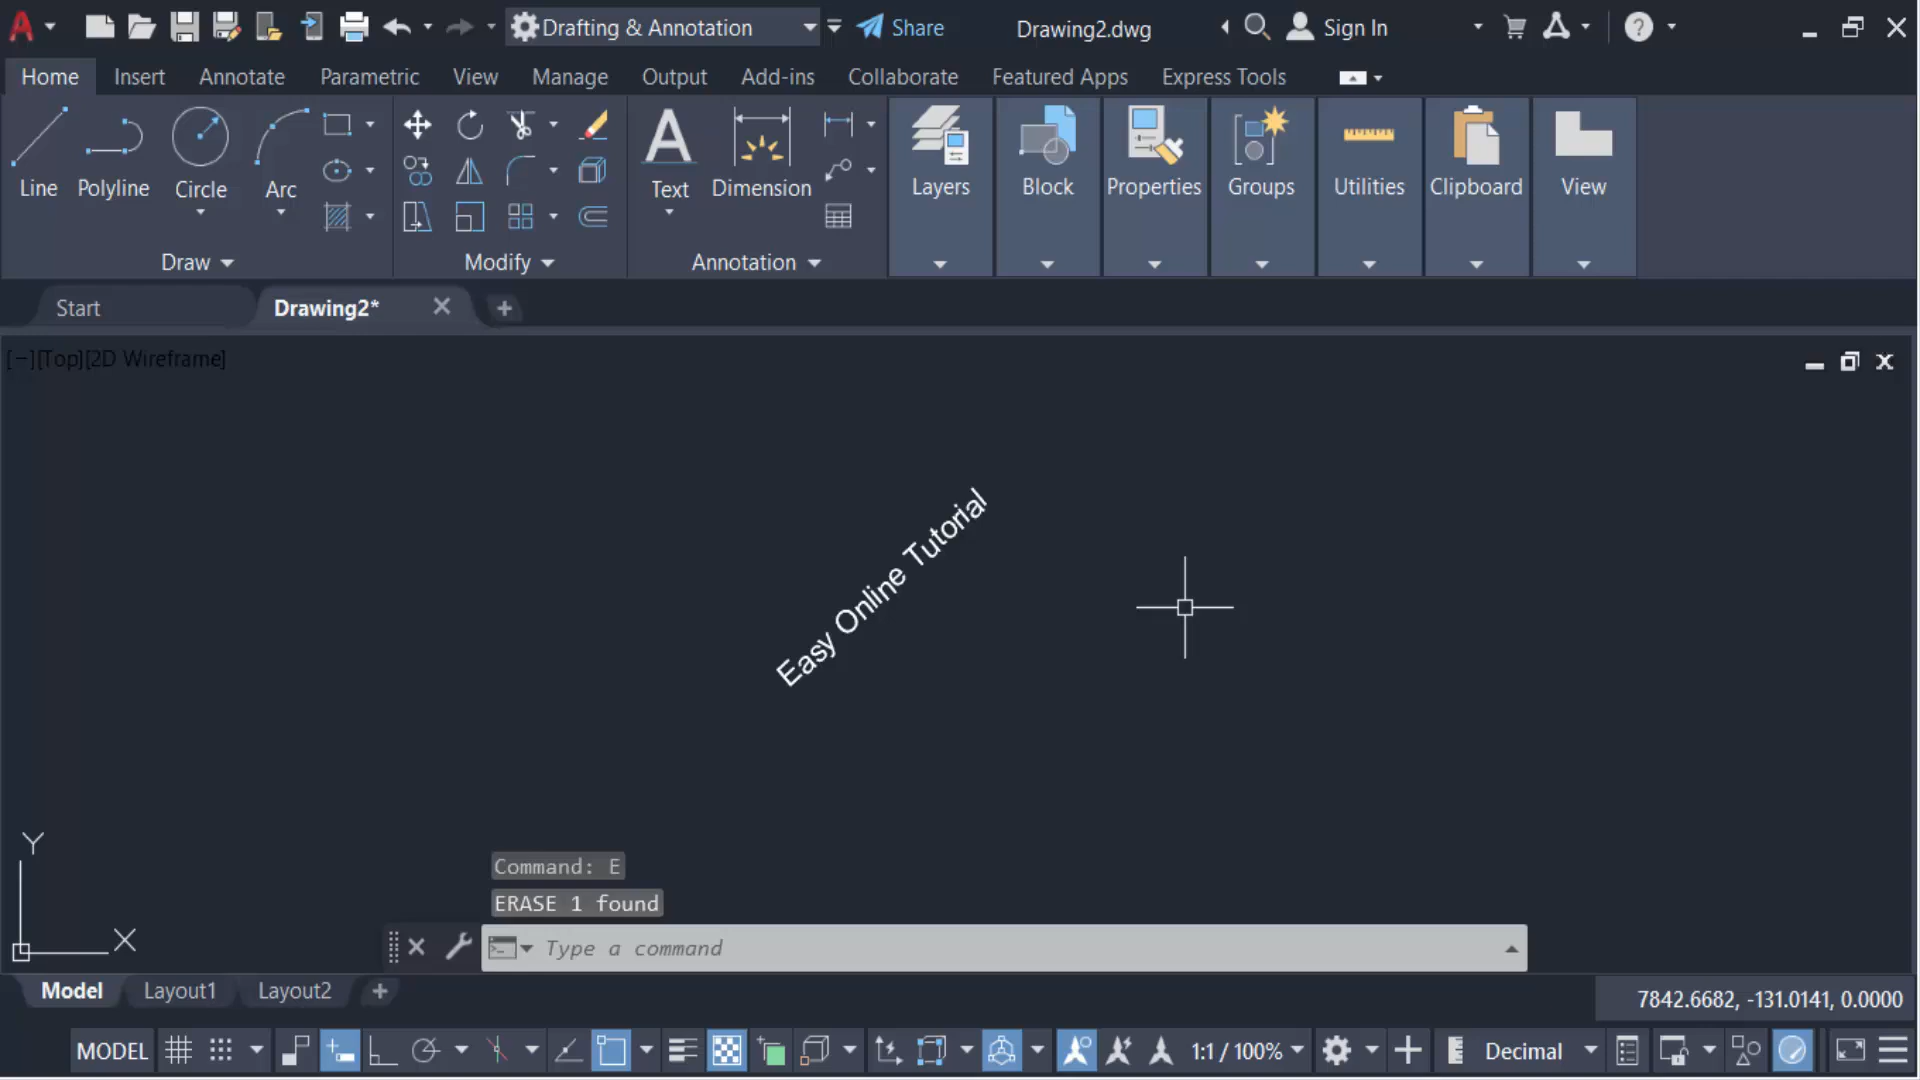 Drafting & Annotation
Share
Drawing2.dwg
Sign In
Home
Insert
Annotate
Parametric
View
Manage
Output
Add-ins
Collaborate
Featured Apps
Express Tools
Line
Polyline
Circle
Arc
Text
Dimension
Layers
Block
Properties
Groups
Utilities
Clipboard
View
Draw
Modify
Annotation
Start
Drawing2*
[−][Top][2D Wireframe]
Easy Online Tutorial
Y
X
Command: E
ERASE 1 found
Type a command
Model
Layout1
Layout2
7842.6682, -131.0141, 0.0000
MODEL
1:1 / 100%
Decimal